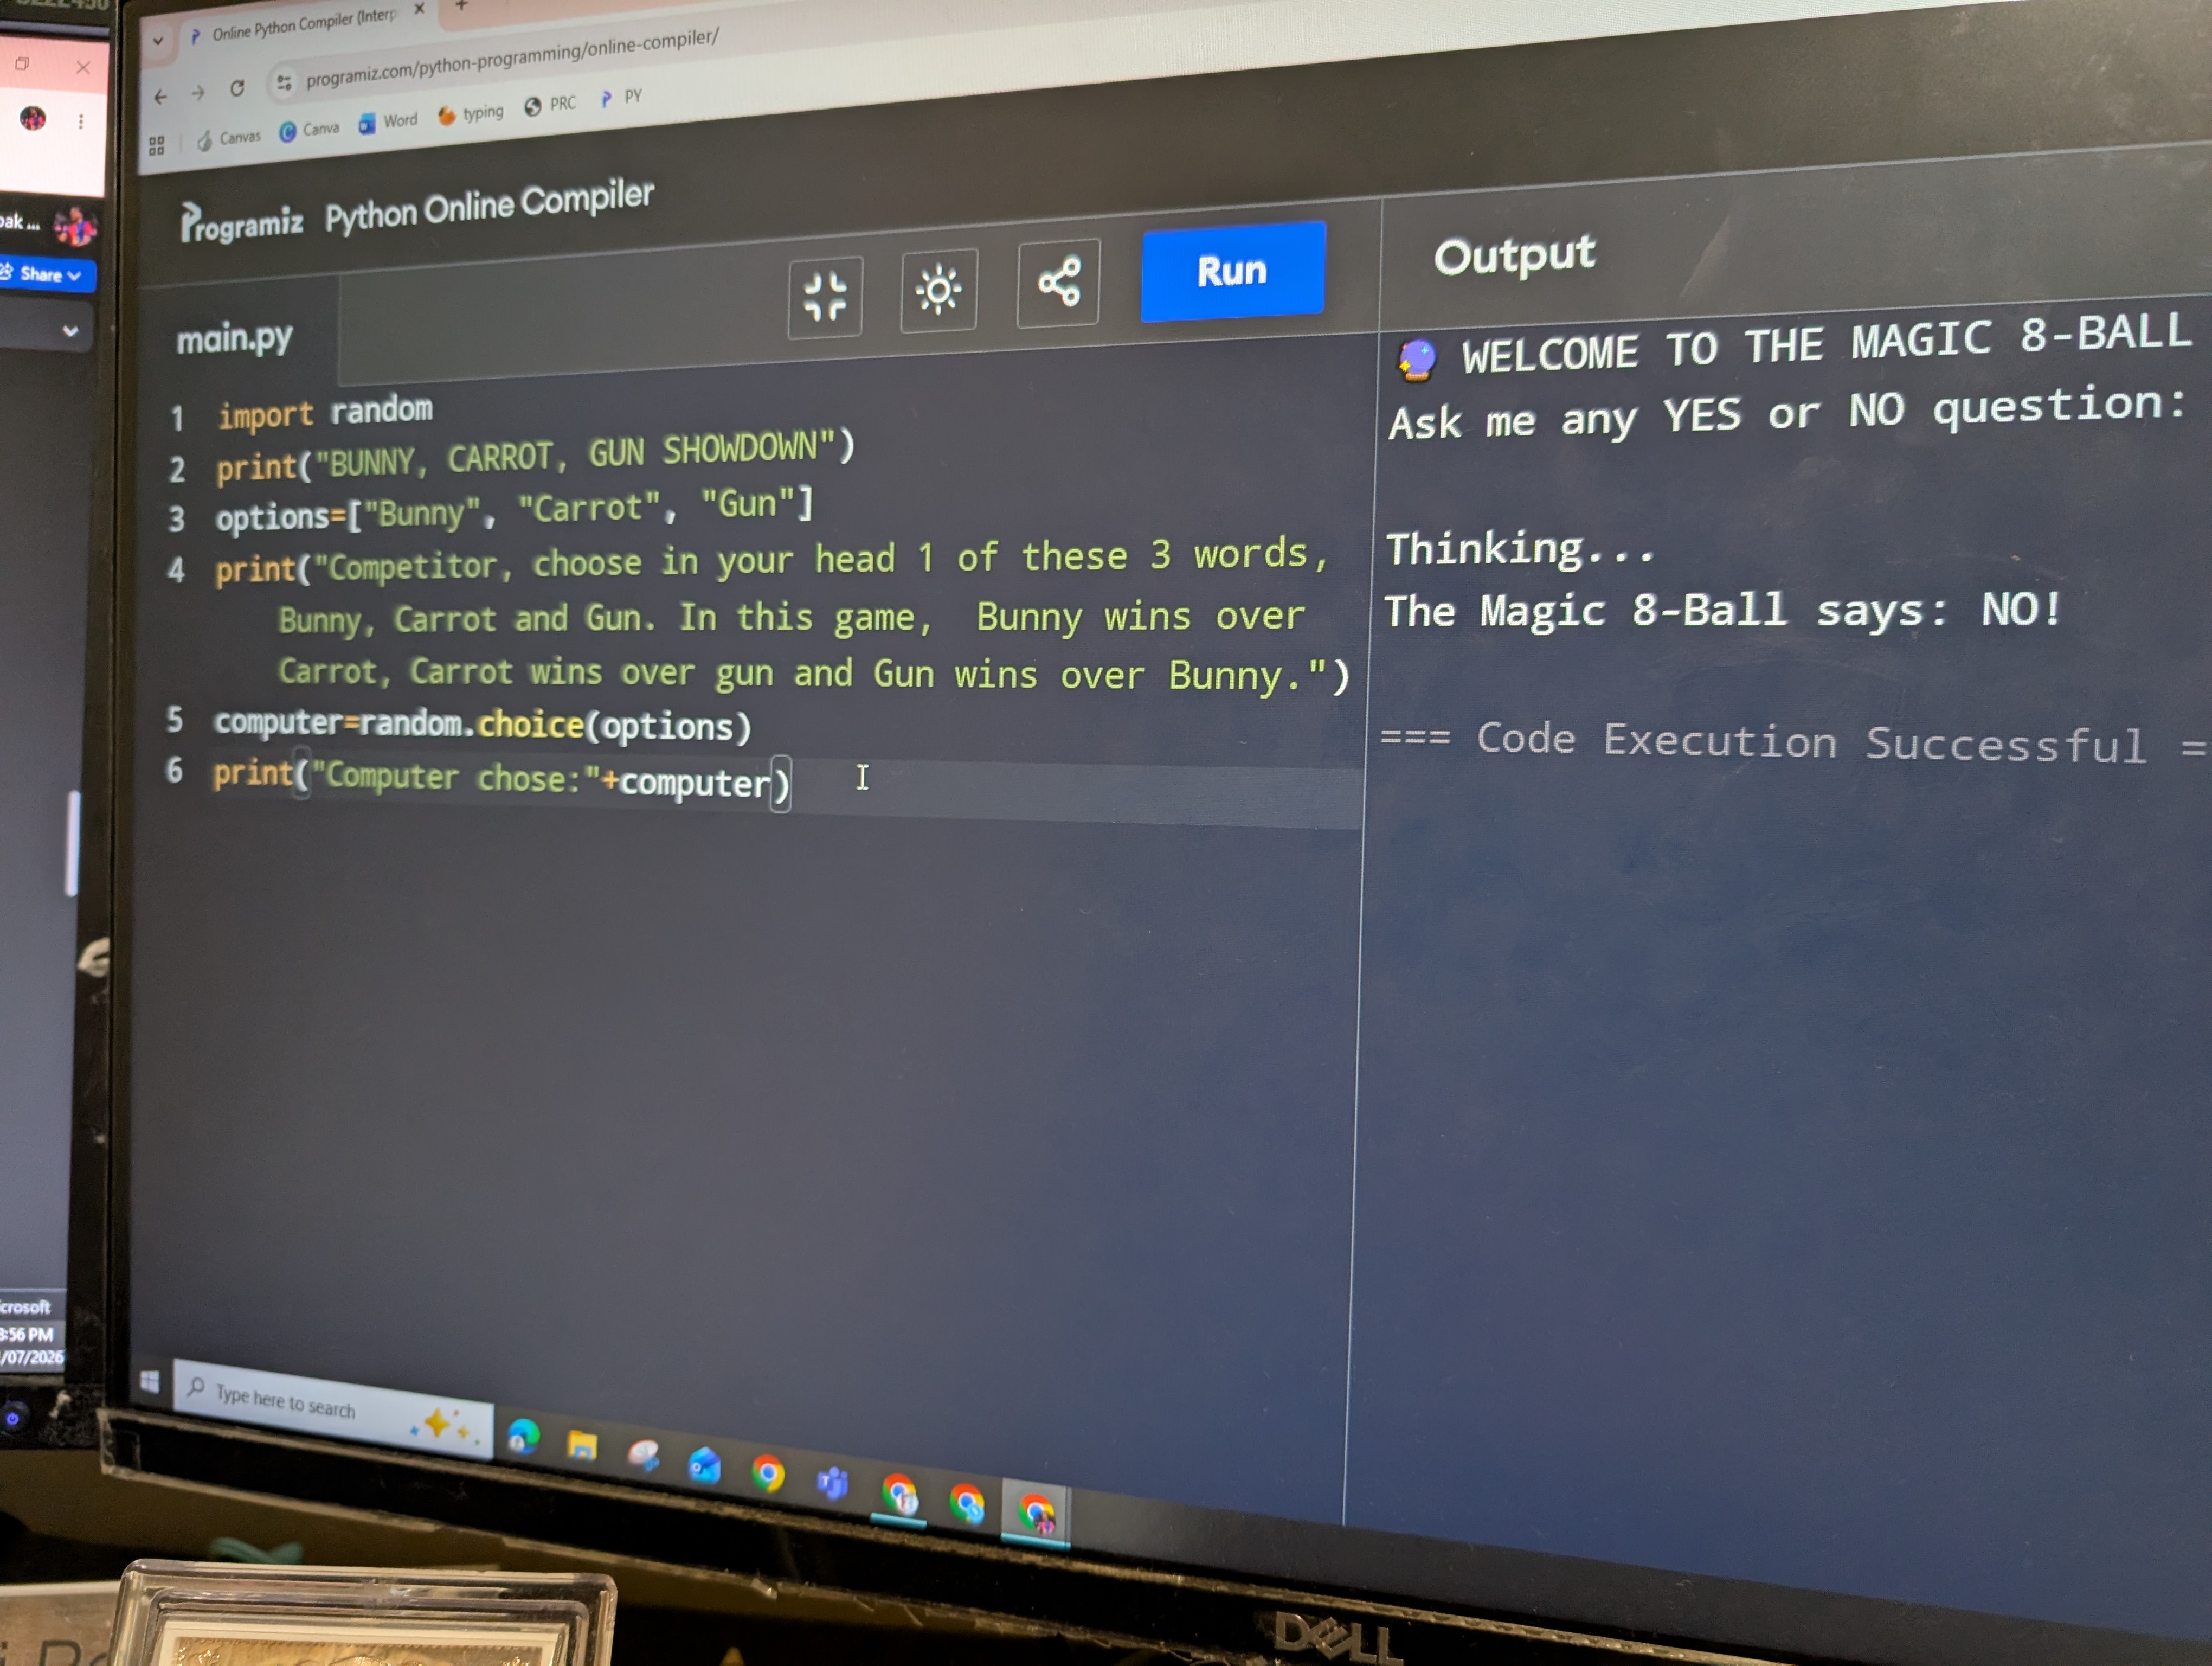 Online Python Compiler (Interp
programiz.com/python-programming/online-compiler/
Canvas Canva Word typing PRC PY
Programiz Python Online Compiler
Share
Run
Output
main.py
1 import random
2 print("BUNNY, CARROT, GUN SHOWDOWN")
3 options=["Bunny", "Carrot", "Gun"]
4 print("Competitor, choose in your head 1 of these 3 words,
Bunny, Carrot and Gun. In this game,  Bunny wins over
Carrot, Carrot wins over gun and Gun wins over Bunny.")
5 computer=random.choice(options)
6 print("Computer chose:"+computer)
WELCOME TO THE MAGIC 8-BALL
Ask me any YES or NO question:
Thinking...
The Magic 8-Ball says: NO!
=== Code Execution Successful =
crosoft
:56 PM
/07/2026
Type here to search
DELL